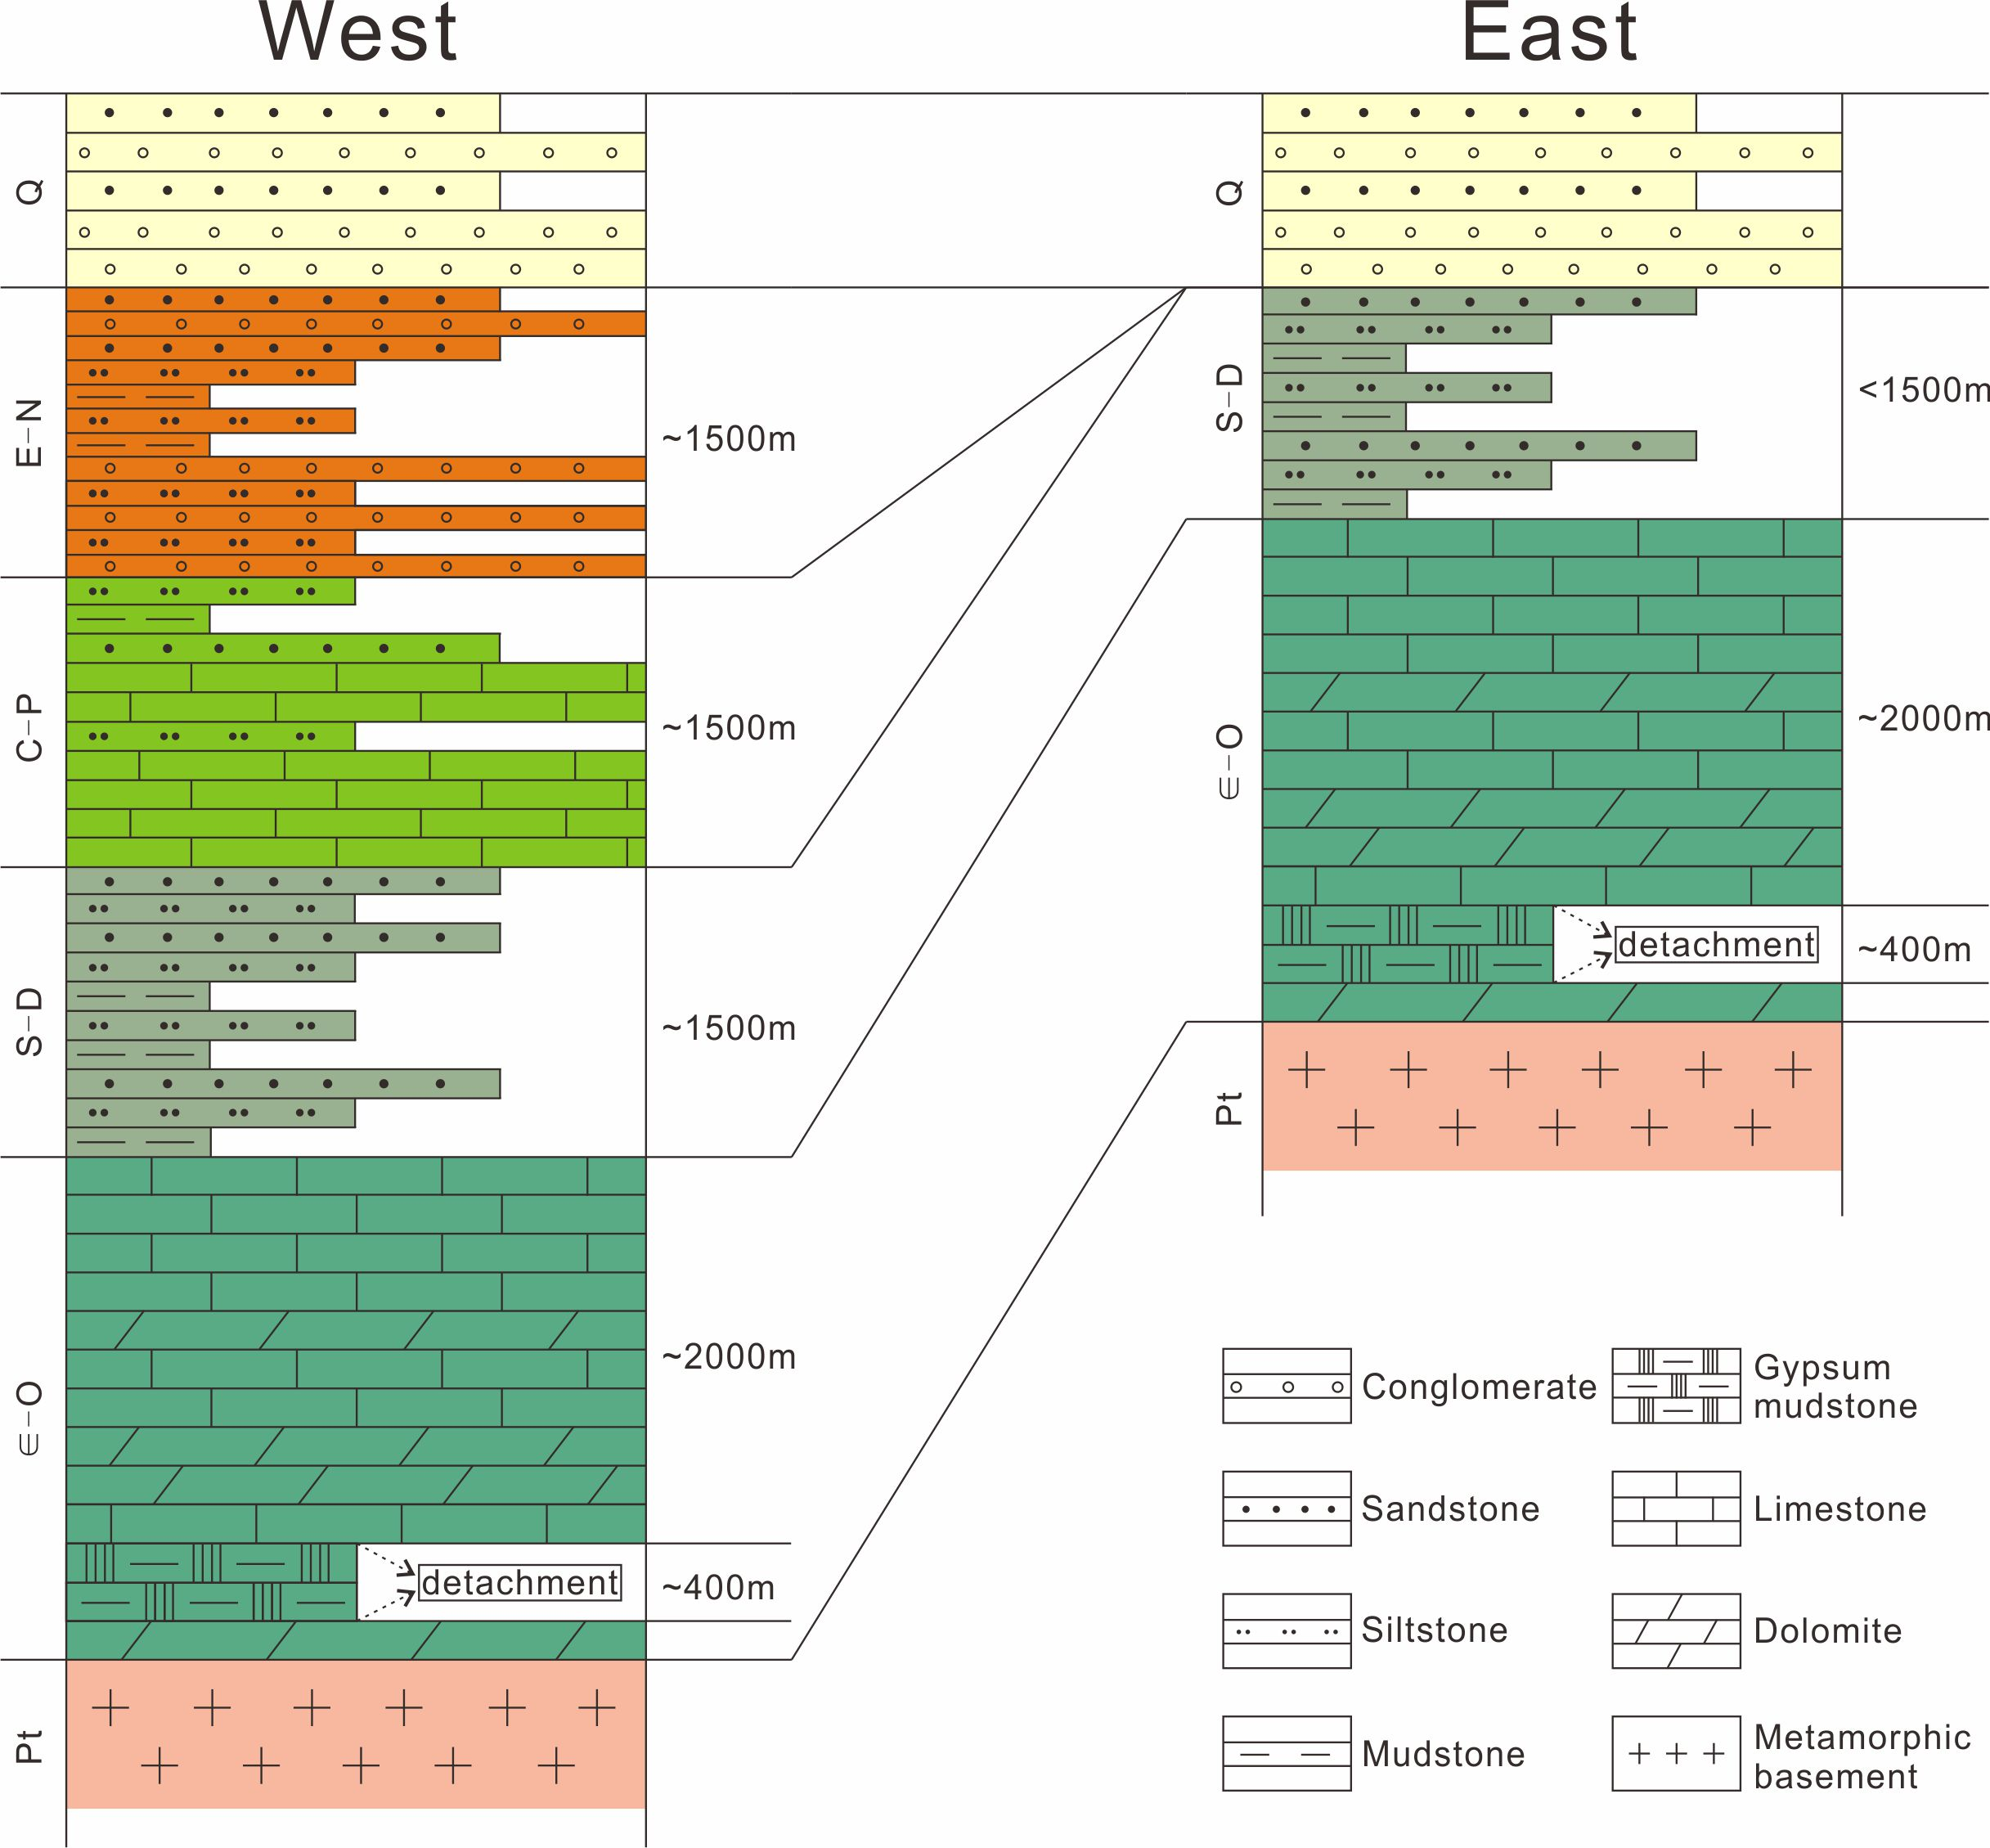 West
East
Q
E–N
~1500m
C–P
~1500m
S–D
~1500m
∈–O
~2000m
detachment
~400m
Pt
Q
S–D
<1500m
∈–O
~2000m
detachment
~400m
Pt
Conglomerate
Sandstone
Siltstone
Mudstone
Gypsum
mudstone
Limestone
Dolomite
Metamorphic
basement